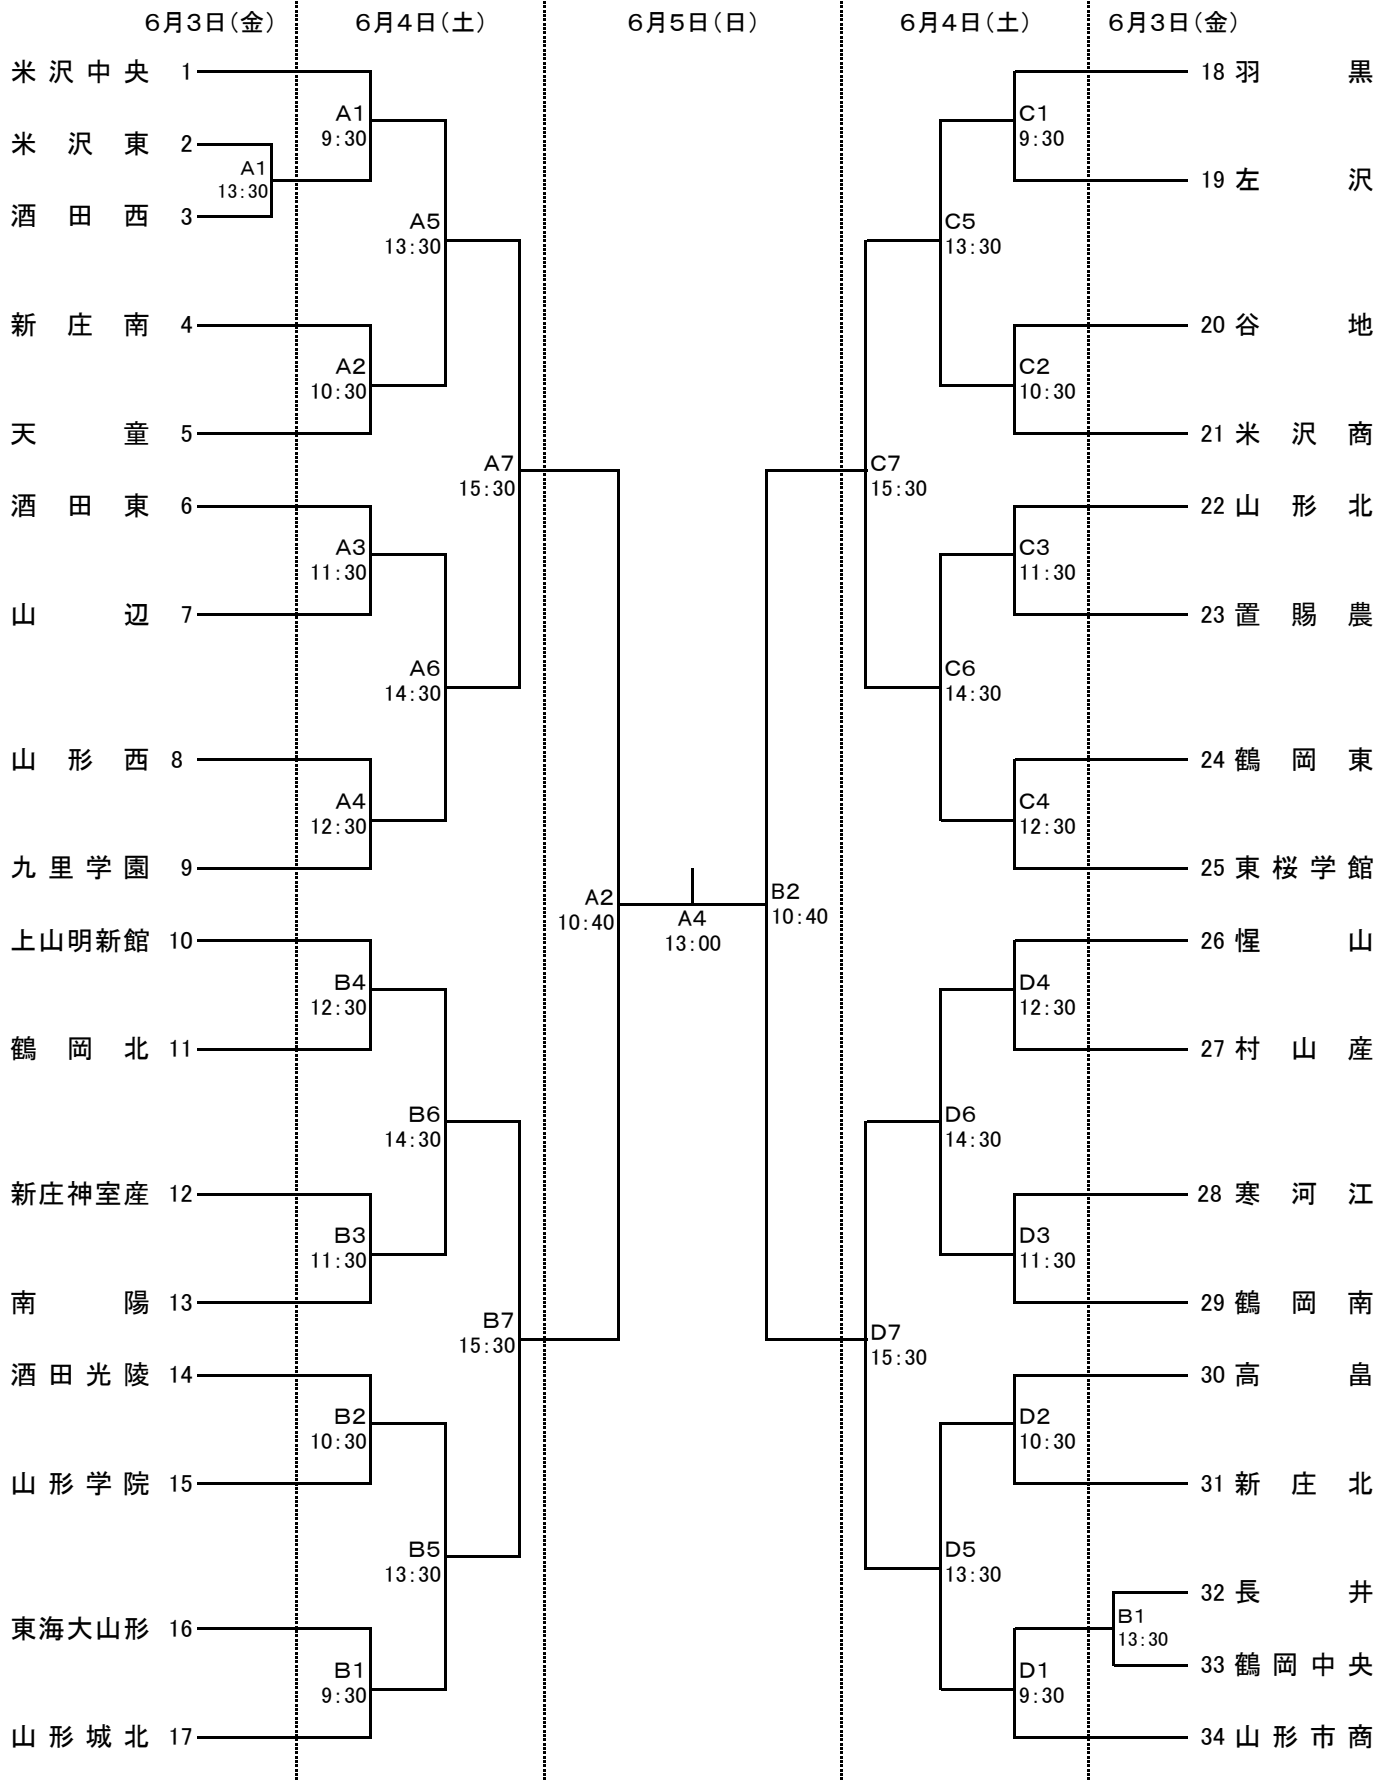 6月3日(金) 6月4日(土) 6月5日(日) 6月4日(土) 6月3日(金)
米沢中央 1
A1
9:30
米沢東 2
A1
13:30
酒田西 3
A5
13:30
新庄南 4
A2
10:30
天童 5
A7
15:30
酒田東 6
A3
11:30
山辺 7
A6
14:30
山形西 8
A4
12:30
九里学園 9
A2
10:40
上山明新館 10
B4
12:30
鶴岡北 11
B6
14:30
新庄神室産 12
B3
11:30
南陽 13
B7
15:30
酒田光陵 14
B2
10:30
山形学院 15
B5
13:30
東海大山形 16
B1
9:30
山形城北 17
A4
13:00
18 羽黒
C1
9:30
19 左沢
C5
13:30
20 谷地
C2
10:30
21 米沢商
C7
15:30
22 山形北
C3
11:30
23 置賜農
C6
14:30
24 鶴岡東
C4
12:30
25 東桜学館
B2
10:40
26 惺山
D4
12:30
27 村山産
D6
14:30
28 寒河江
D3
11:30
29 鶴岡南
D7
15:30
30 高畠
D2
10:30
31 新庄北
D5
13:30
32 長井
B1
13:30
33 鶴岡中央
D1
9:30
34 山形市商